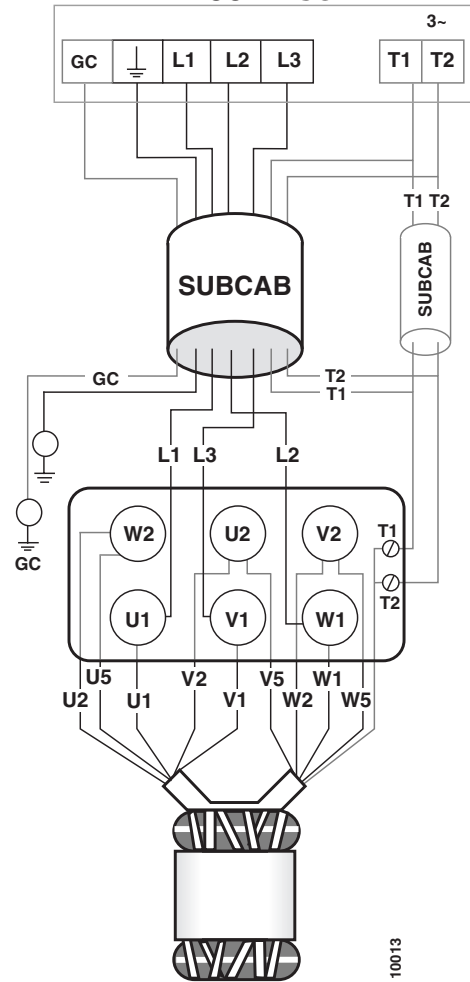 3~
GC L1 L2 L3 T1 T2
T1 T2
SUBCAB
SUBCAB
GC
T2
T1
L1 L3 L2
W2 U2 V2
T1
T2
U1 V1 W1
U5 V2 V5 W1
U2 U1 V1 W2 W5
GC
10013